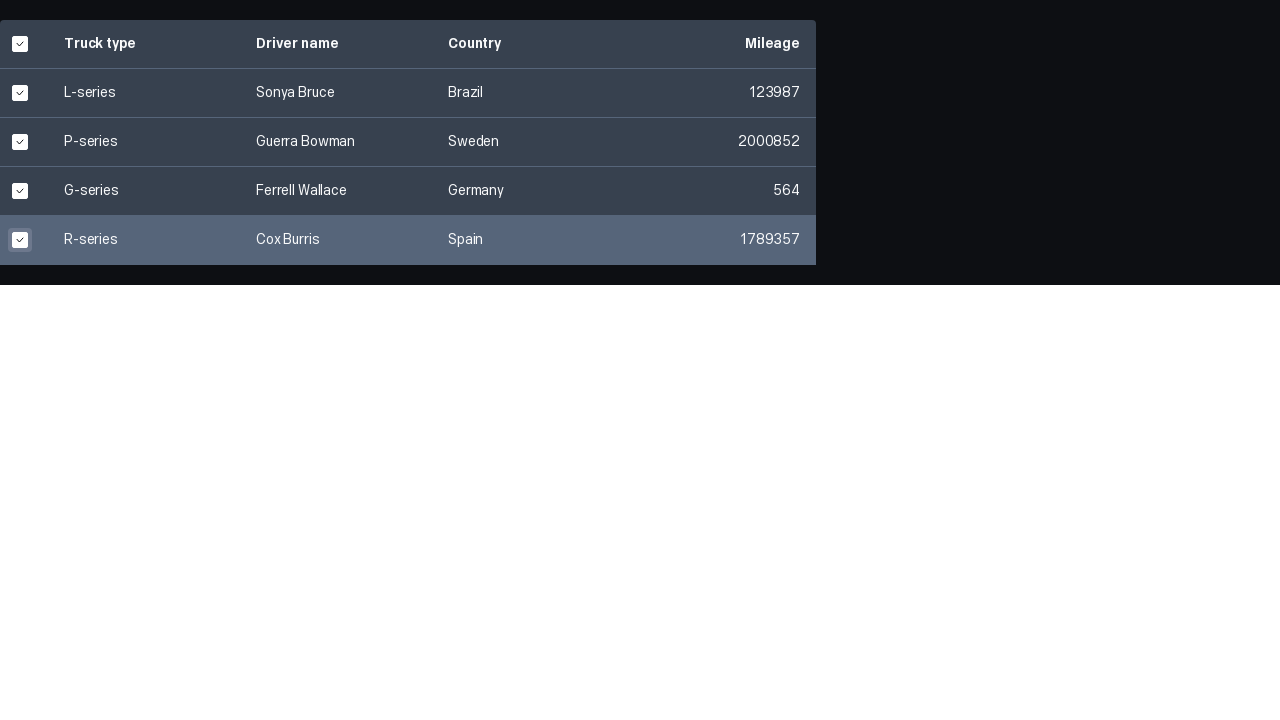 Truck type Driver name Country Mileage
L-series Sonya Bruce Brazil 123987
P-series Guerra Bowman Sweden 2000852
G-series Ferrell Wallace Germany 564
R-series Cox Burris Spain 1789357